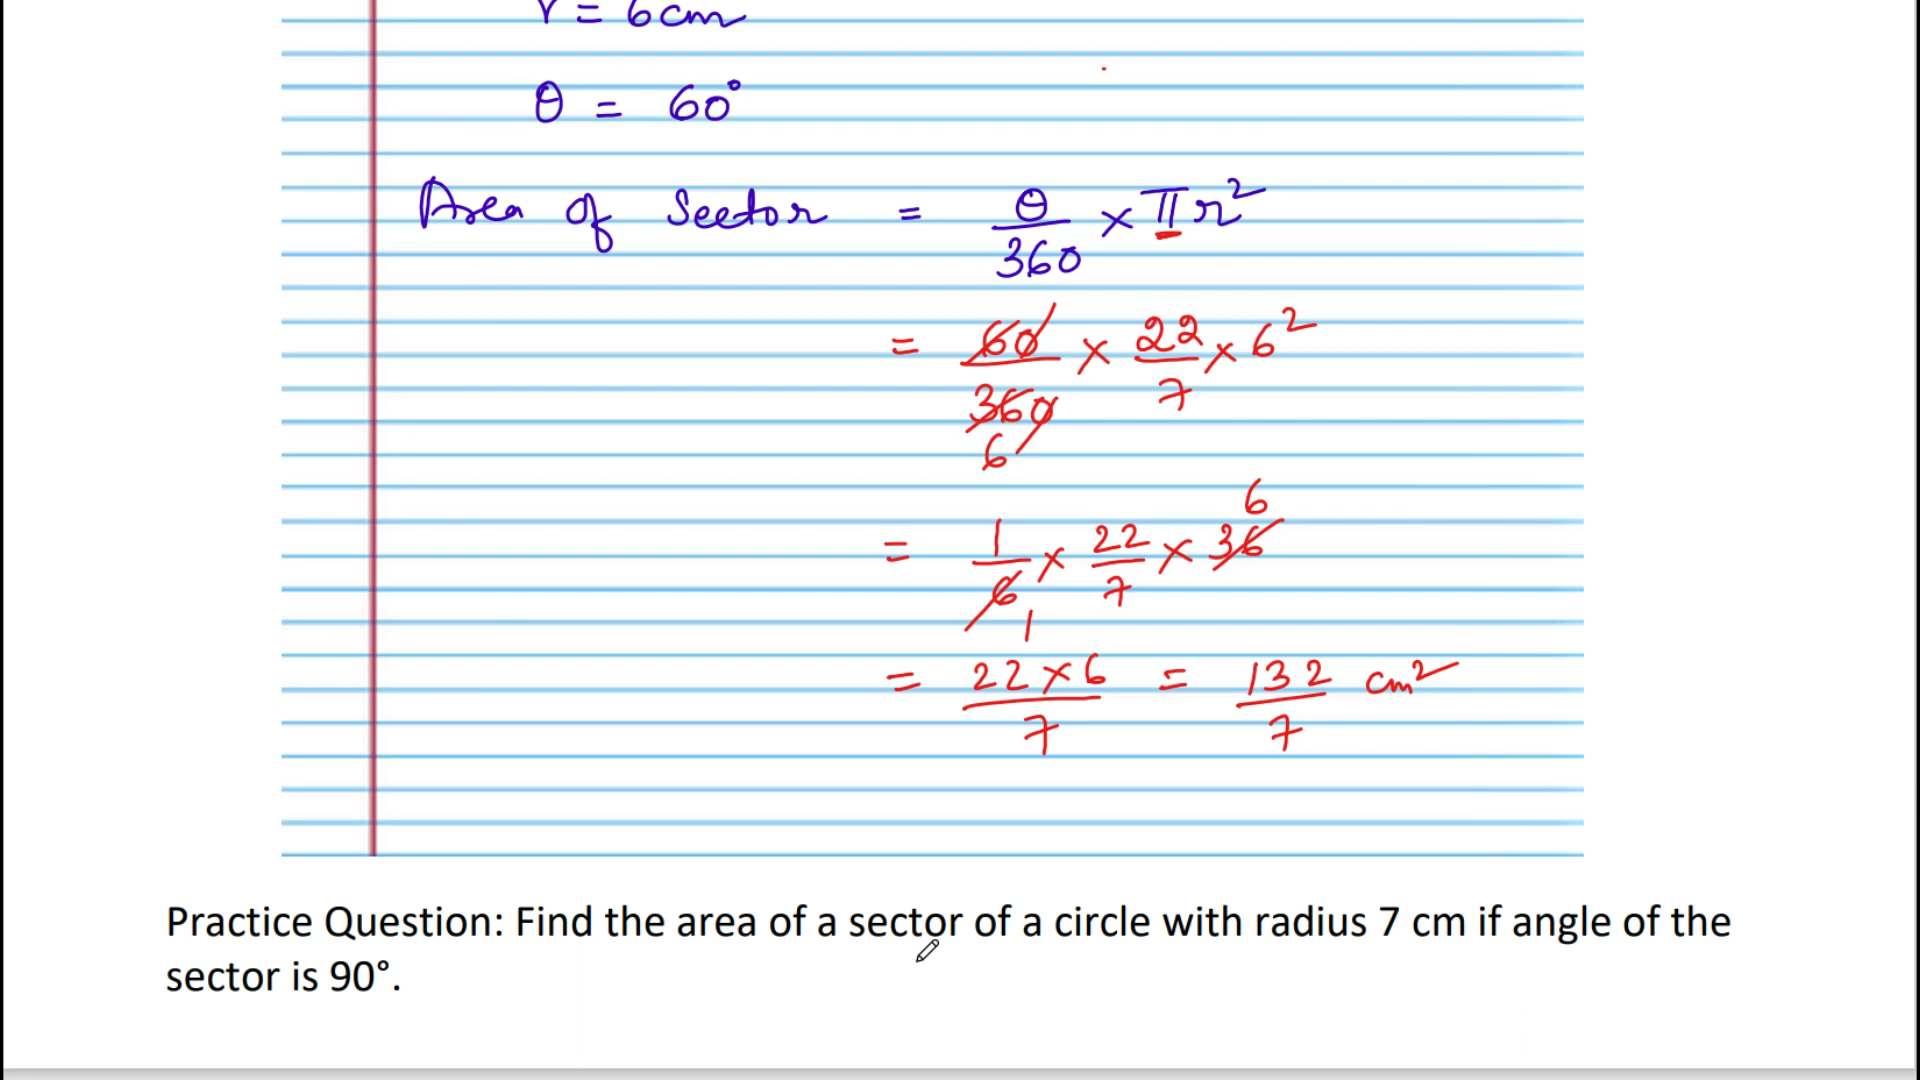 r = 6cm
θ = 60°
Area of Sector = θ/360 × π r²
= 60/360 6 × 22/7 × 6²
= 1/6 1 × 22/7 × 36 6
= 22×6/7 = 132/7 cm²
Practice Question: Find the area of a sector of a circle with radius 7 cm if angle of the
sector is 90°.